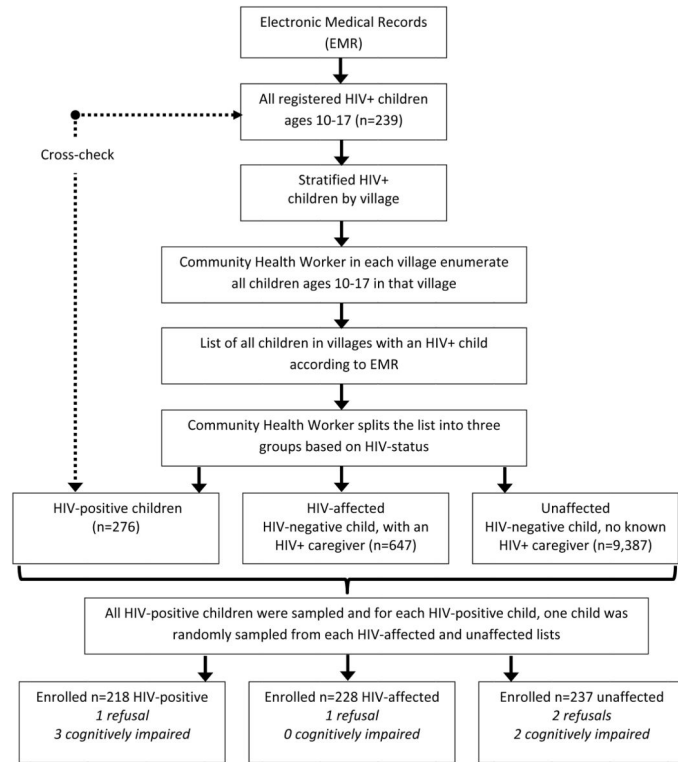 Electronic Medical Records
(EMR)
All registered HIV+ children
ages 10-17 (n=239)
Cross-check
Stratified HIV+
children by village
Community Health Worker in each village enumerate
all children ages 10-17 in that village
List of all children in villages with an HIV+ child
according to EMR
Community Health Worker splits the list into three
groups based on HIV-status
HIV-positive children
(n=276)
HIV-affected
HIV-negative child, with an
HIV+ caregiver (n=647)
Unaffected
HIV-negative child, no known
HIV+ caregiver (n=9,387)
All HIV-positive children were sampled and for each HIV-positive child, one child was
randomly sampled from each HIV-affected and unaffected lists
Enrolled n=218 HIV-positive
1 refusal
3 cognitively impaired
Enrolled n=228 HIV-affected
1 refusal
0 cognitively impaired
Enrolled n=237 unaffected
2 refusals
2 cognitively impaired